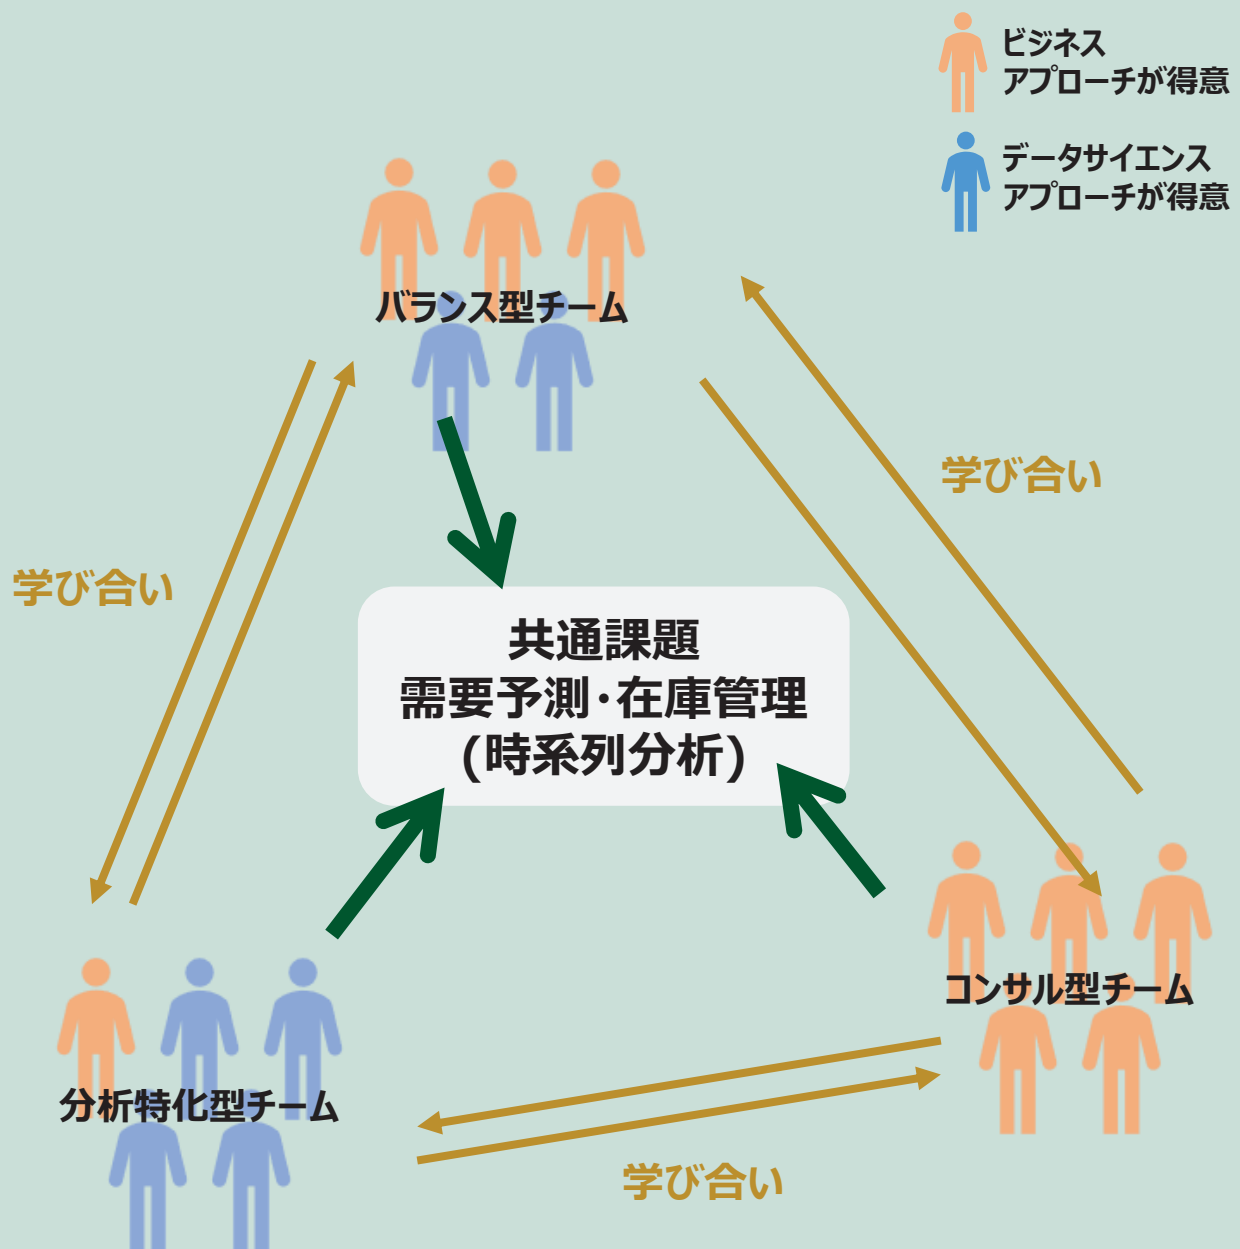 ビジネス
アプローチが得意
データサイエンス
アプローチが得意
バランス型チーム
学び合い
学び合い
共通課題
需要予測・在庫管理
(時系列分析)
コンサル型チーム
分析特化型チーム
学び合い